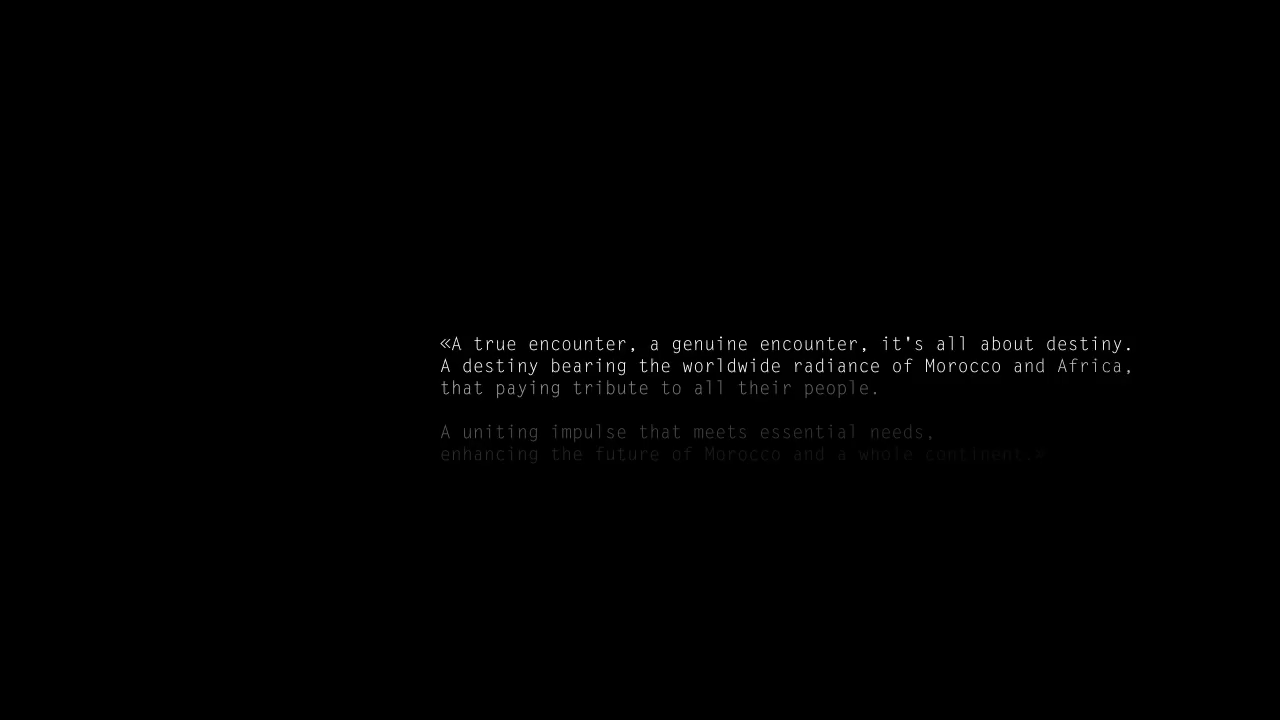 «A true encounter, a genuine encounter, it's all about destiny.
A destiny bearing the worldwide radiance of Morocco and Africa,
that paying tribute to all their people.
A uniting impulse that meets essential needs,
enhancing the future of Morocco and a whole continent.»